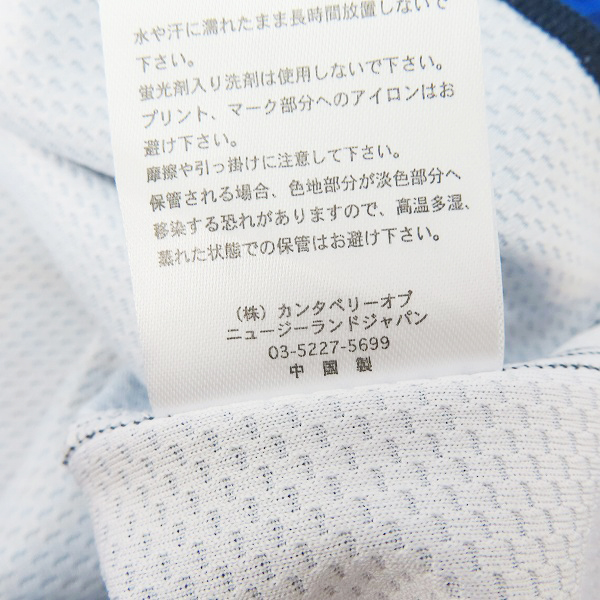 水や汗に濡れたまま長時間放置しないで
下さい。
蛍光剤入り洗剤は使用しないで下さい。
プリント、マーク部分へのアイロンはお
避け下さい。
摩擦や引っ掛けに注意して下さい。
保管される場合、色地部分が淡色部分へ
移染する恐れがありますので、高温多湿、
蒸れた状態での保管はお避け下さい。
（株）カンタベリーオブ
ニュージーランドジャパン
03-5227-5699
中国製